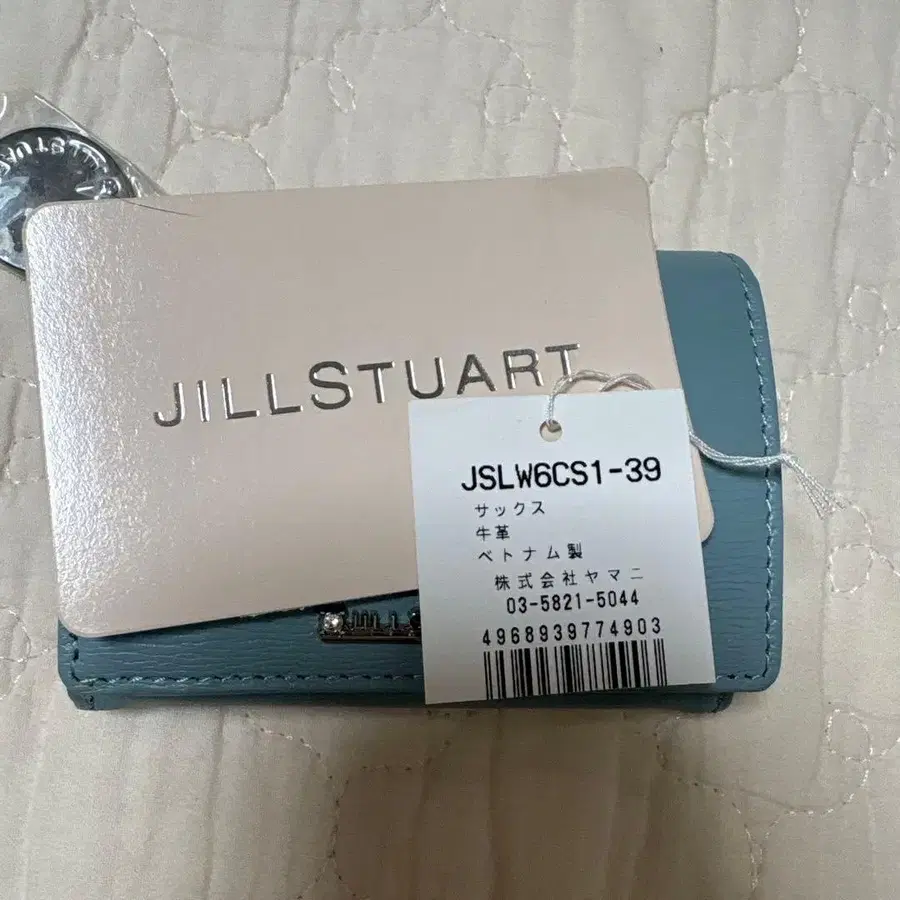 JILLSTUART
JSLW6CS1-39
サックス
牛革
ベトナム製
株式会社ヤマニ
03-5821-5044
4968939774903